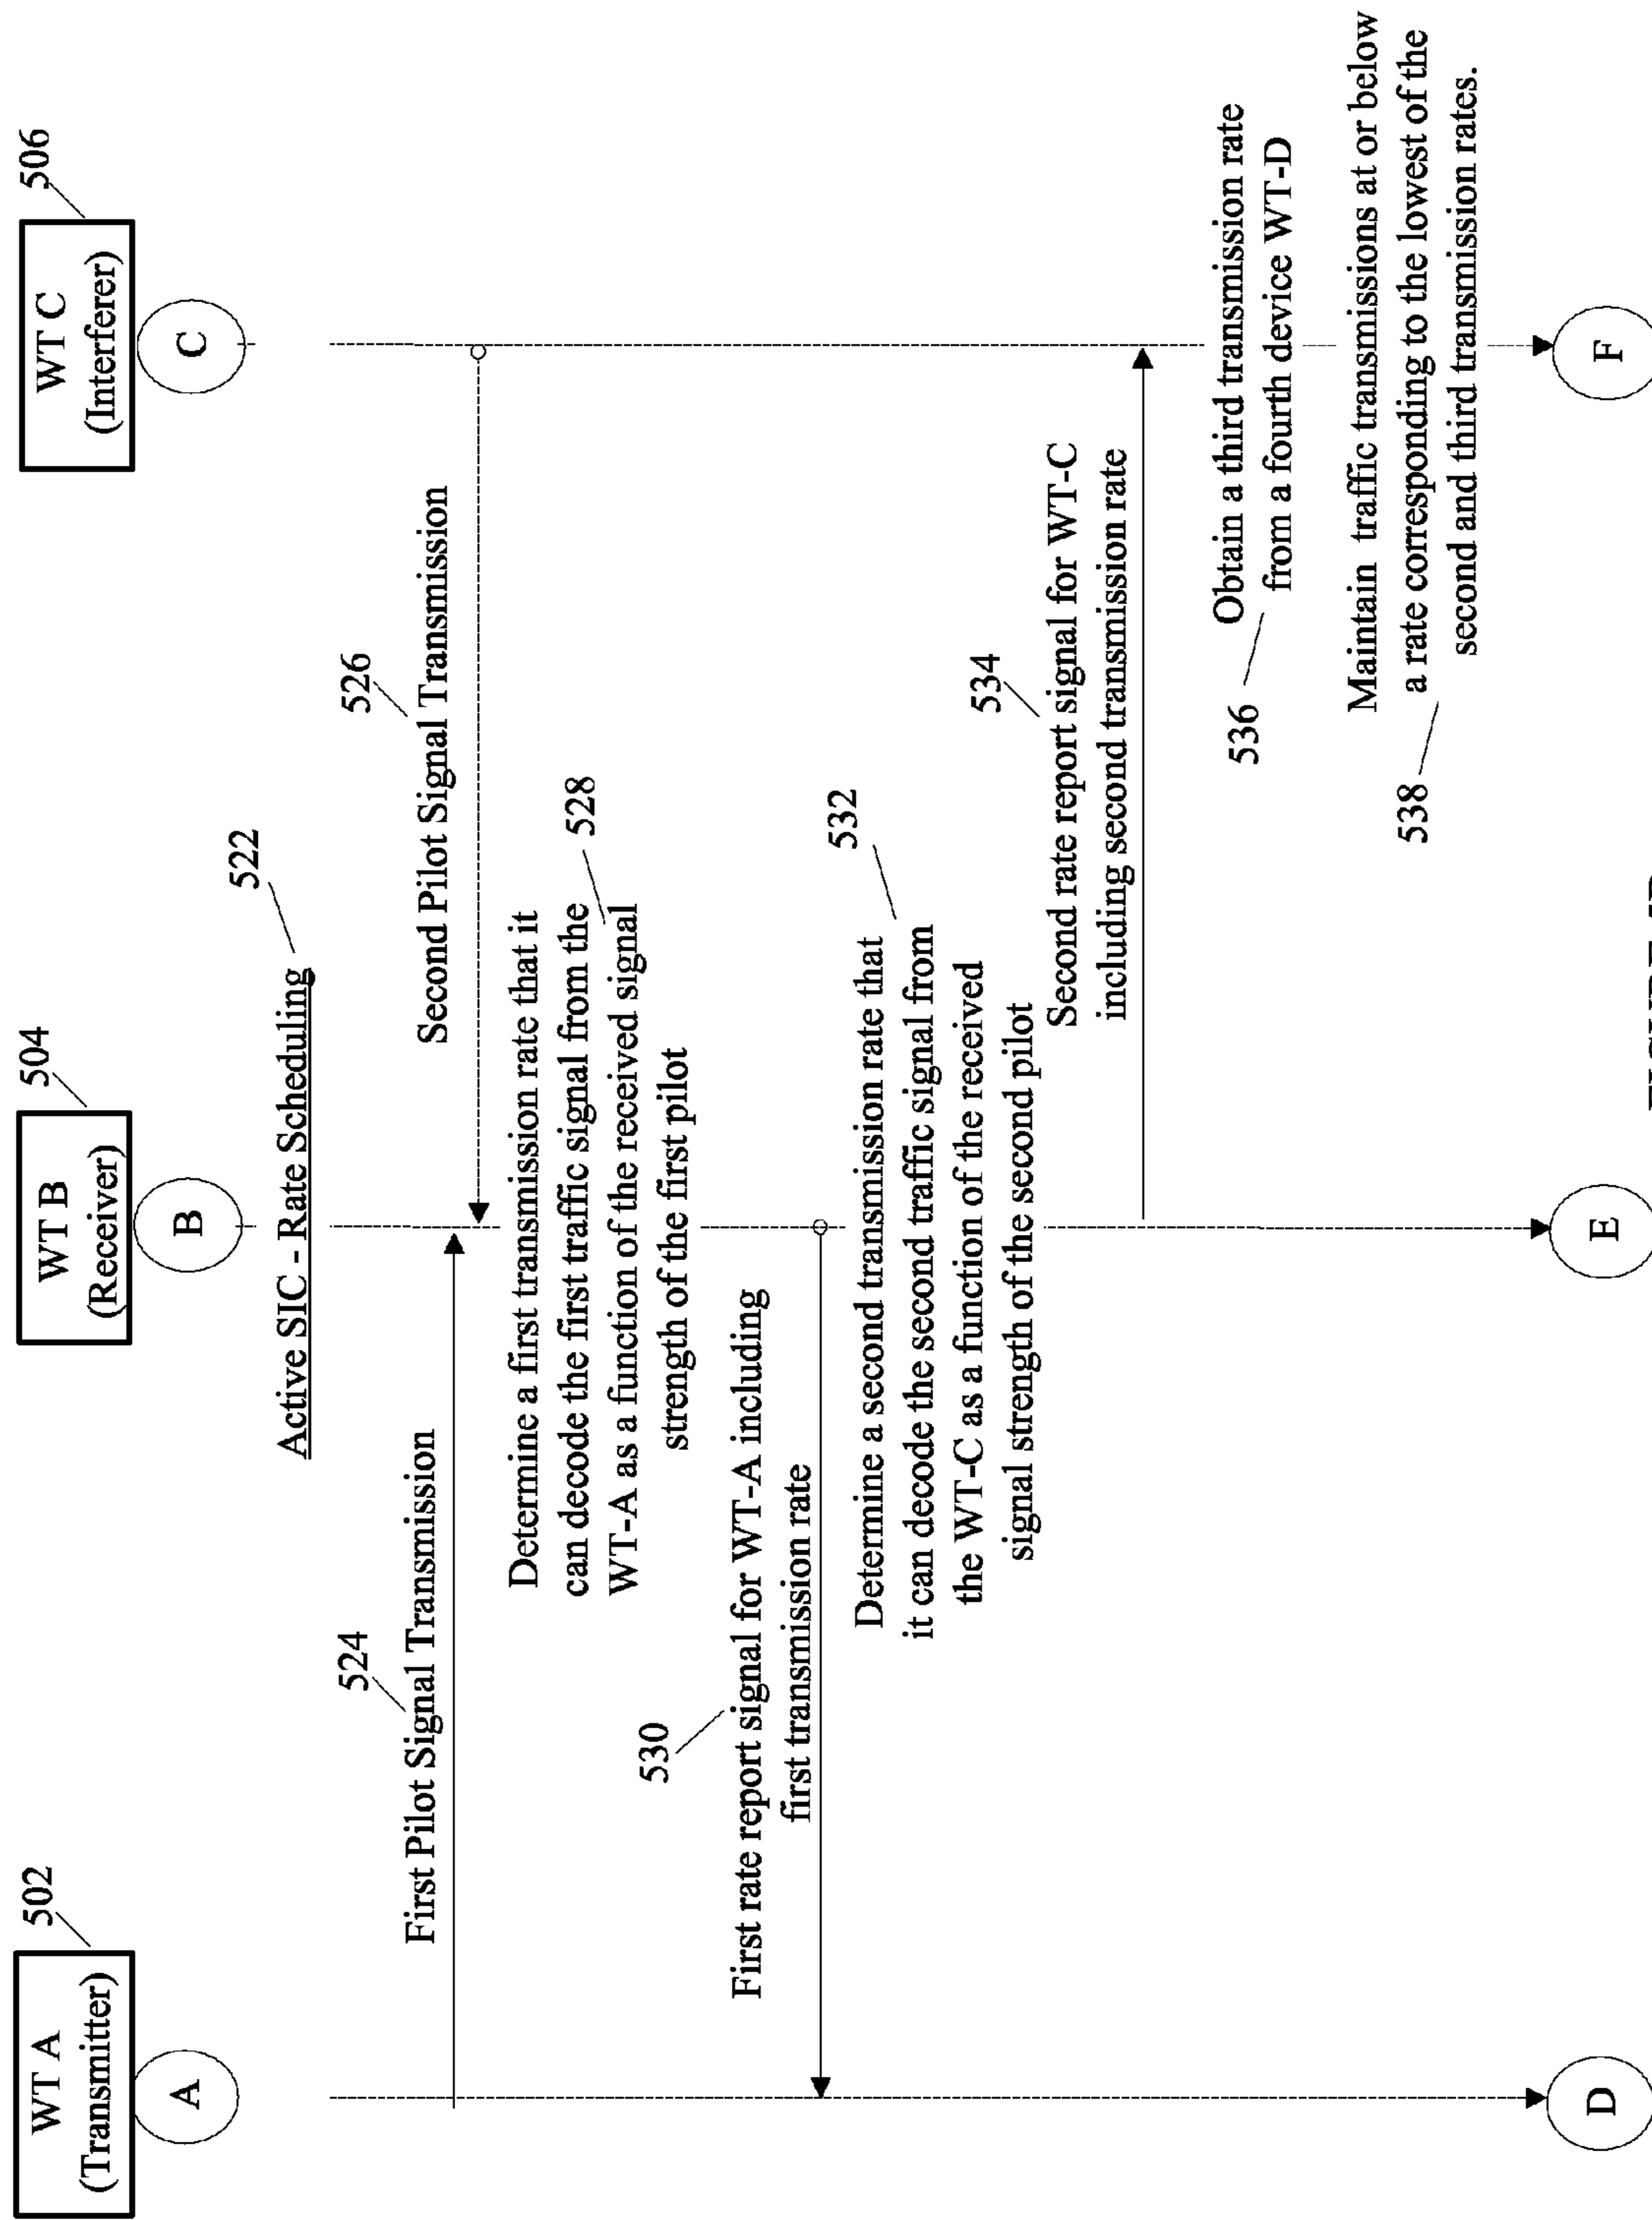 WT A
(Transmitter)
502
WT B
(Receiver)
504
WT C
(Interferer)
506
A
B
C
Active SIC - Rate Scheduling
522
524
First Pilot Signal Transmission
526
Second Pilot Signal Transmission
Determine a first transmission rate that it
can decode the first traffic signal from the
WT-A as a function of the received signal
strength of the first pilot
528
530
First rate report signal for WT-A including
first transmission rate
532
Determine a second transmission rate that
it can decode the second traffic signal from
the WT-C as a function of the received
signal strength of the second pilot
534
Second rate report signal for WT-C
including second transmission rate
Obtain a third transmission rate
from a fourth device WT-D
536
Maintain traffic transmissions at or below
a rate corresponding to the lowest of the
second and third transmission rates.
538
D
E
F